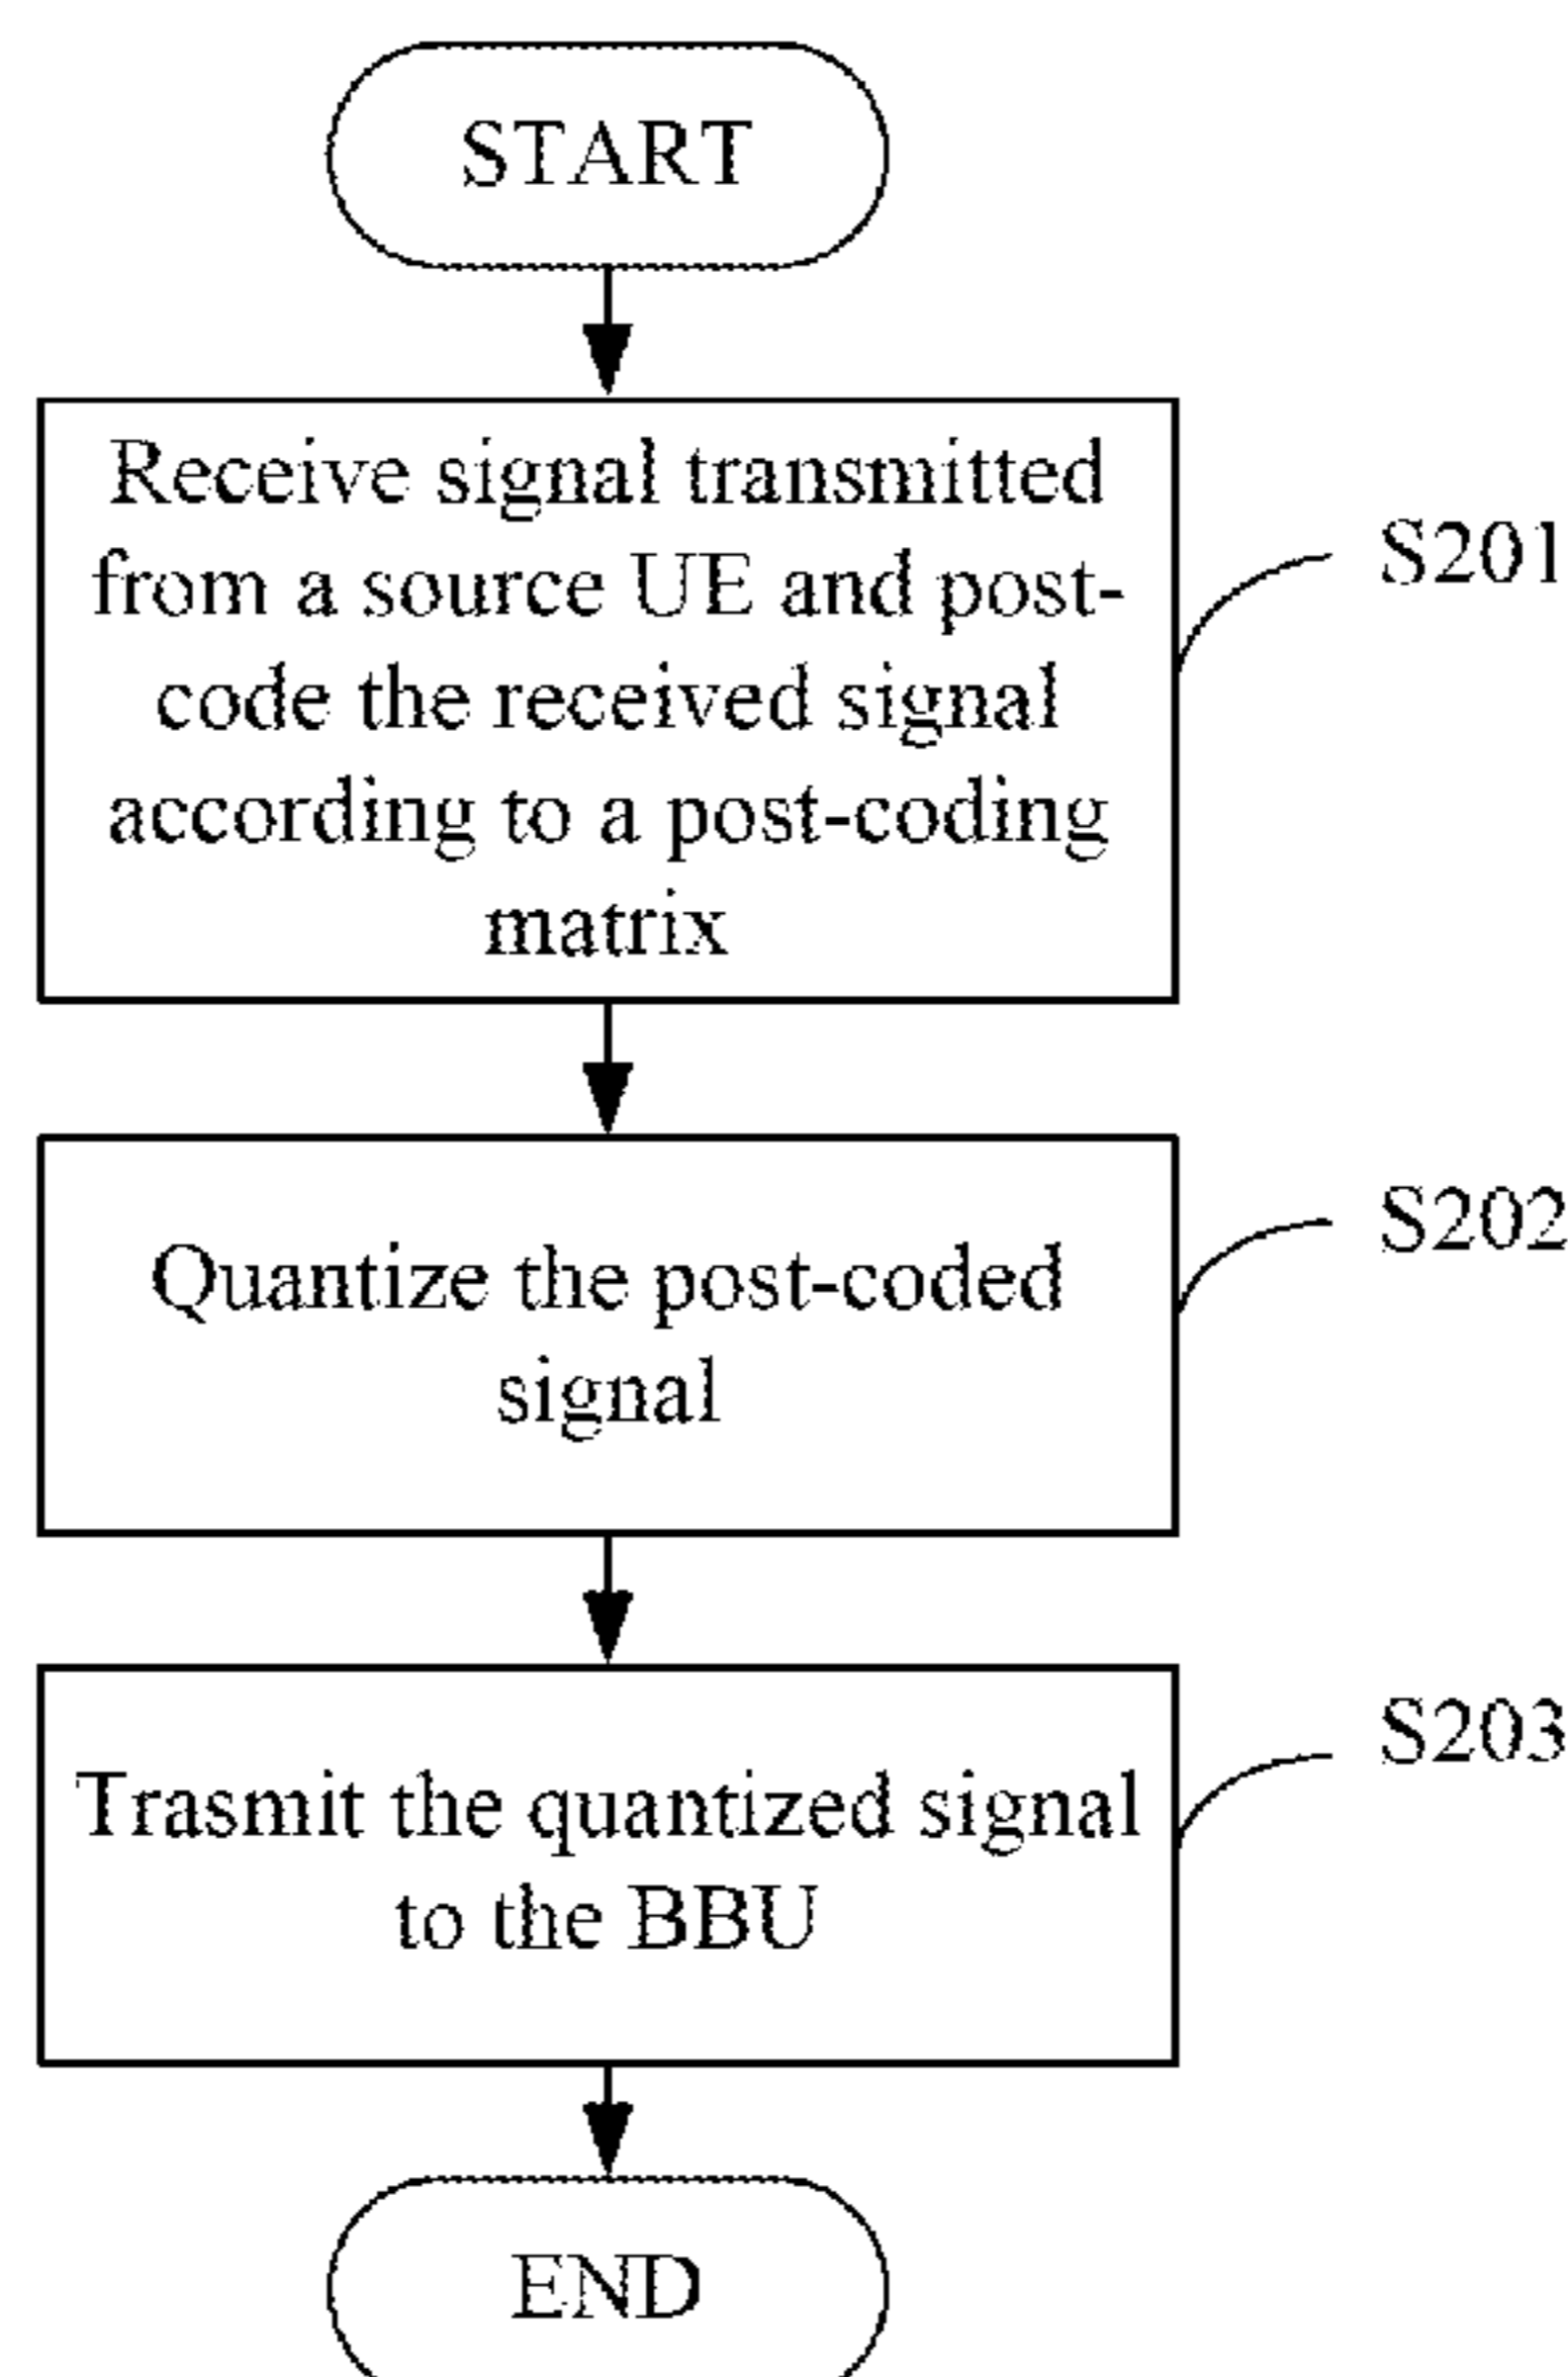 START
Receive signal transmitted
from a source UE and post-
code the received signal
according to a post-coding
matrix
S201
Quantize the post-coded
signal
S202
Trasmit the quantized signal
to the BBU
S203
END